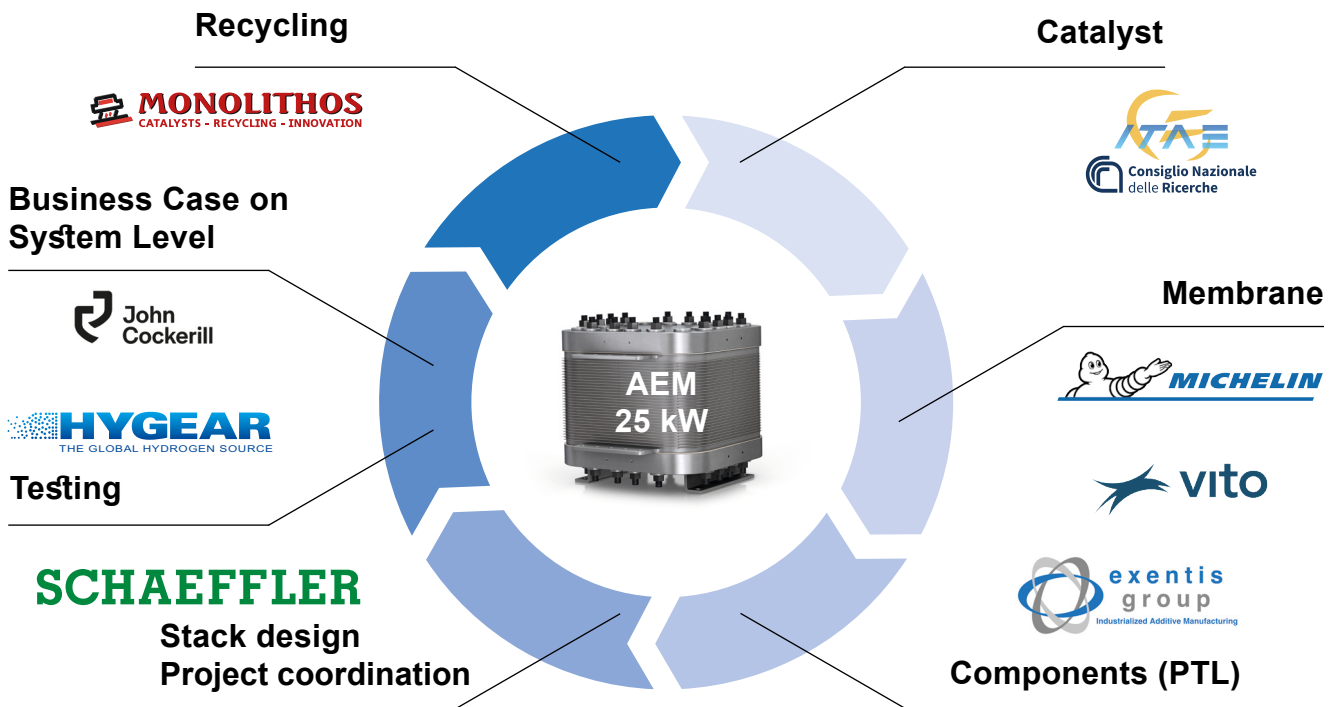 Recycling
MONOLITHOS
CATALYSTS - RECYCLING - INNOVATION
Catalyst
ITAE
Consiglio Nazionale
delle Ricerche
Business Case on
System Level
John
Cockerill
Membrane
MICHELIN
AEM
25 kW
HYGEAR
THE GLOBAL HYDROGEN SOURCE
Testing
vito
SCHAEFFLER
Stack design
Project coordination
exentis
group
Industrialized Additive Manufacturing
Components (PTL)